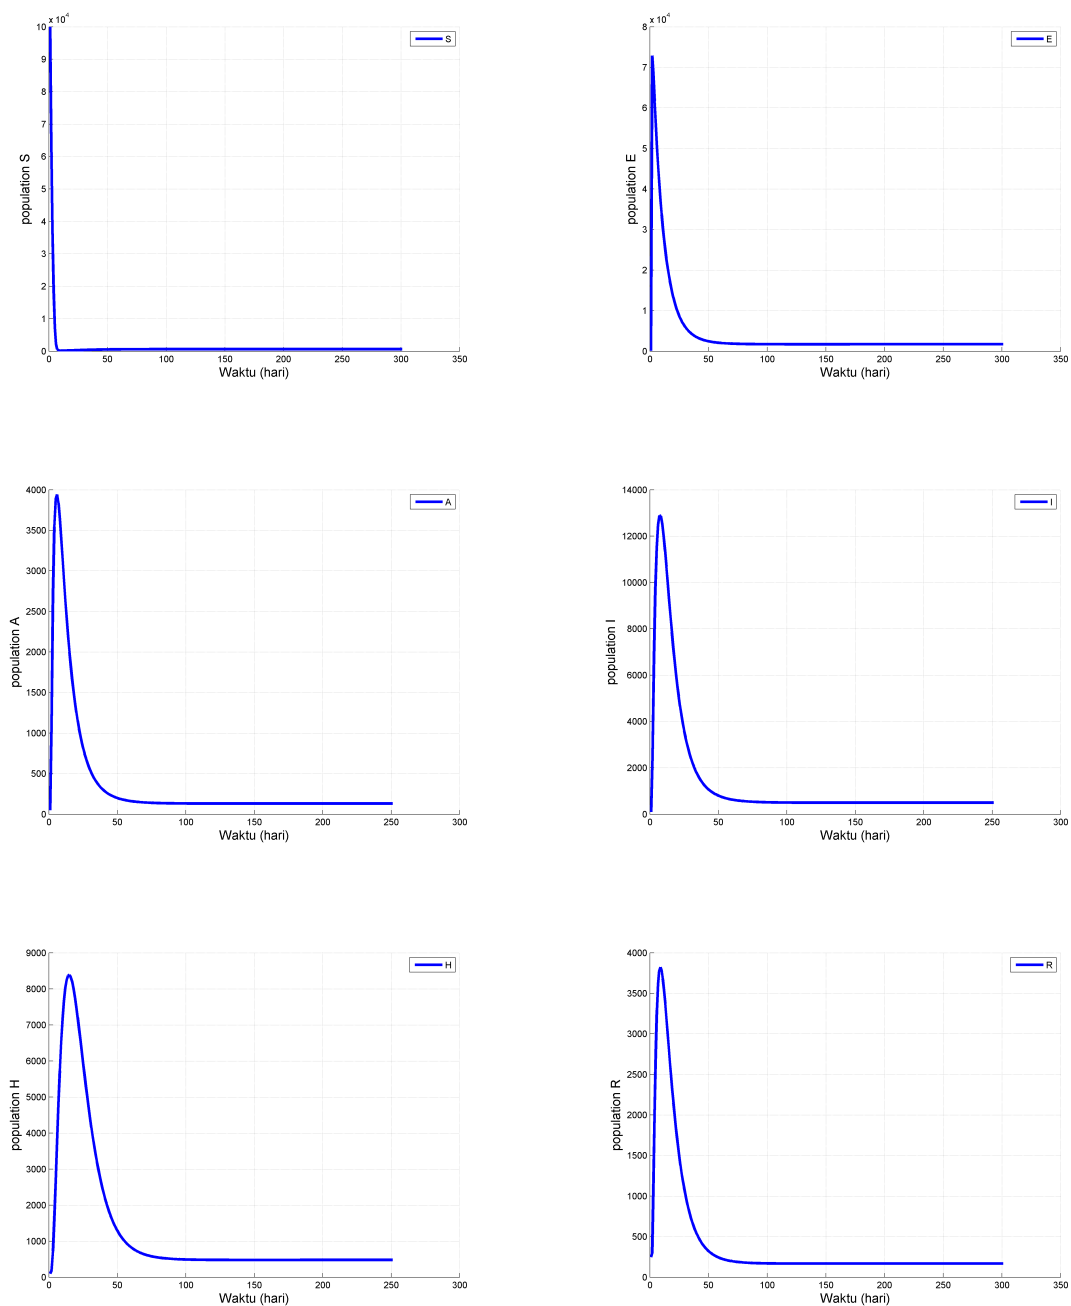 x 10^4
10
9
8
7
6
5
4
3
2
1
0
population S
S
0 50 100 150 200 250 300 350
Waktu (hari)
x 10^4
8
7
6
5
4
3
2
1
0
population E
E
0 50 100 150 200 250 300 350
Waktu (hari)
4000
3500
3000
2500
2000
1500
1000
500
0
population A
A
0 50 100 150 200 250 300
Waktu (hari)
14000
12000
10000
8000
6000
4000
2000
0
population I
I
0 50 100 150 200 250 300
Waktu (hari)
9000
8000
7000
6000
5000
4000
3000
2000
1000
0
population H
H
0 50 100 150 200 250 300
Waktu (hari)
4000
3500
3000
2500
2000
1500
1000
500
0
population R
R
0 50 100 150 200 250 300 350
Waktu (hari)